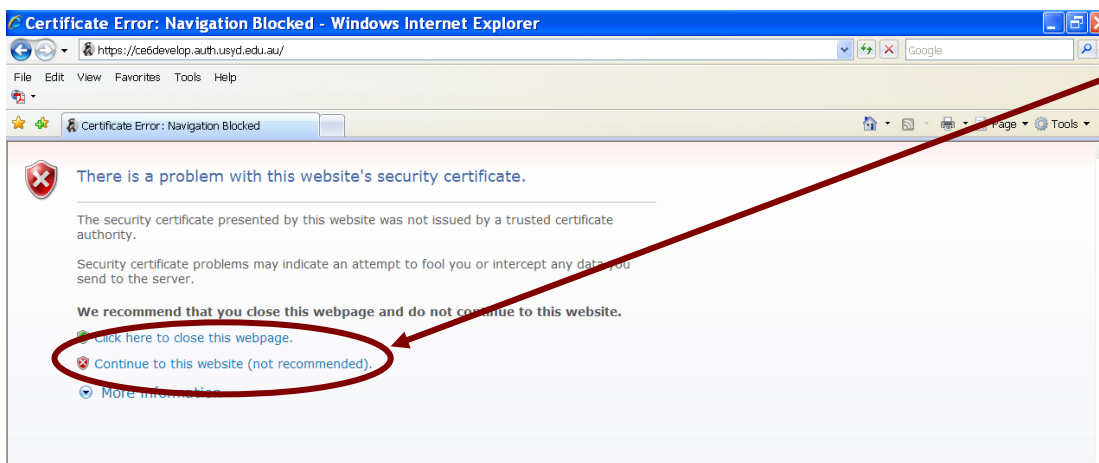 Certificate Error: Navigation Blocked - Windows Internet Explorer
https://ce6develop.auth.usyd.edu.au/
Google
File Edit View Favorites Tools Help
Certificate Error: Navigation Blocked
Page Tools
There is a problem with this website's security certificate.
The security certificate presented by this website was not issued by a trusted certificate
authority.
Security certificate problems may indicate an attempt to fool you or intercept any data you
send to the server.
We recommend that you close this webpage and do not continue to this website.
Click here to close this webpage.
Continue to this website (not recommended).
More information